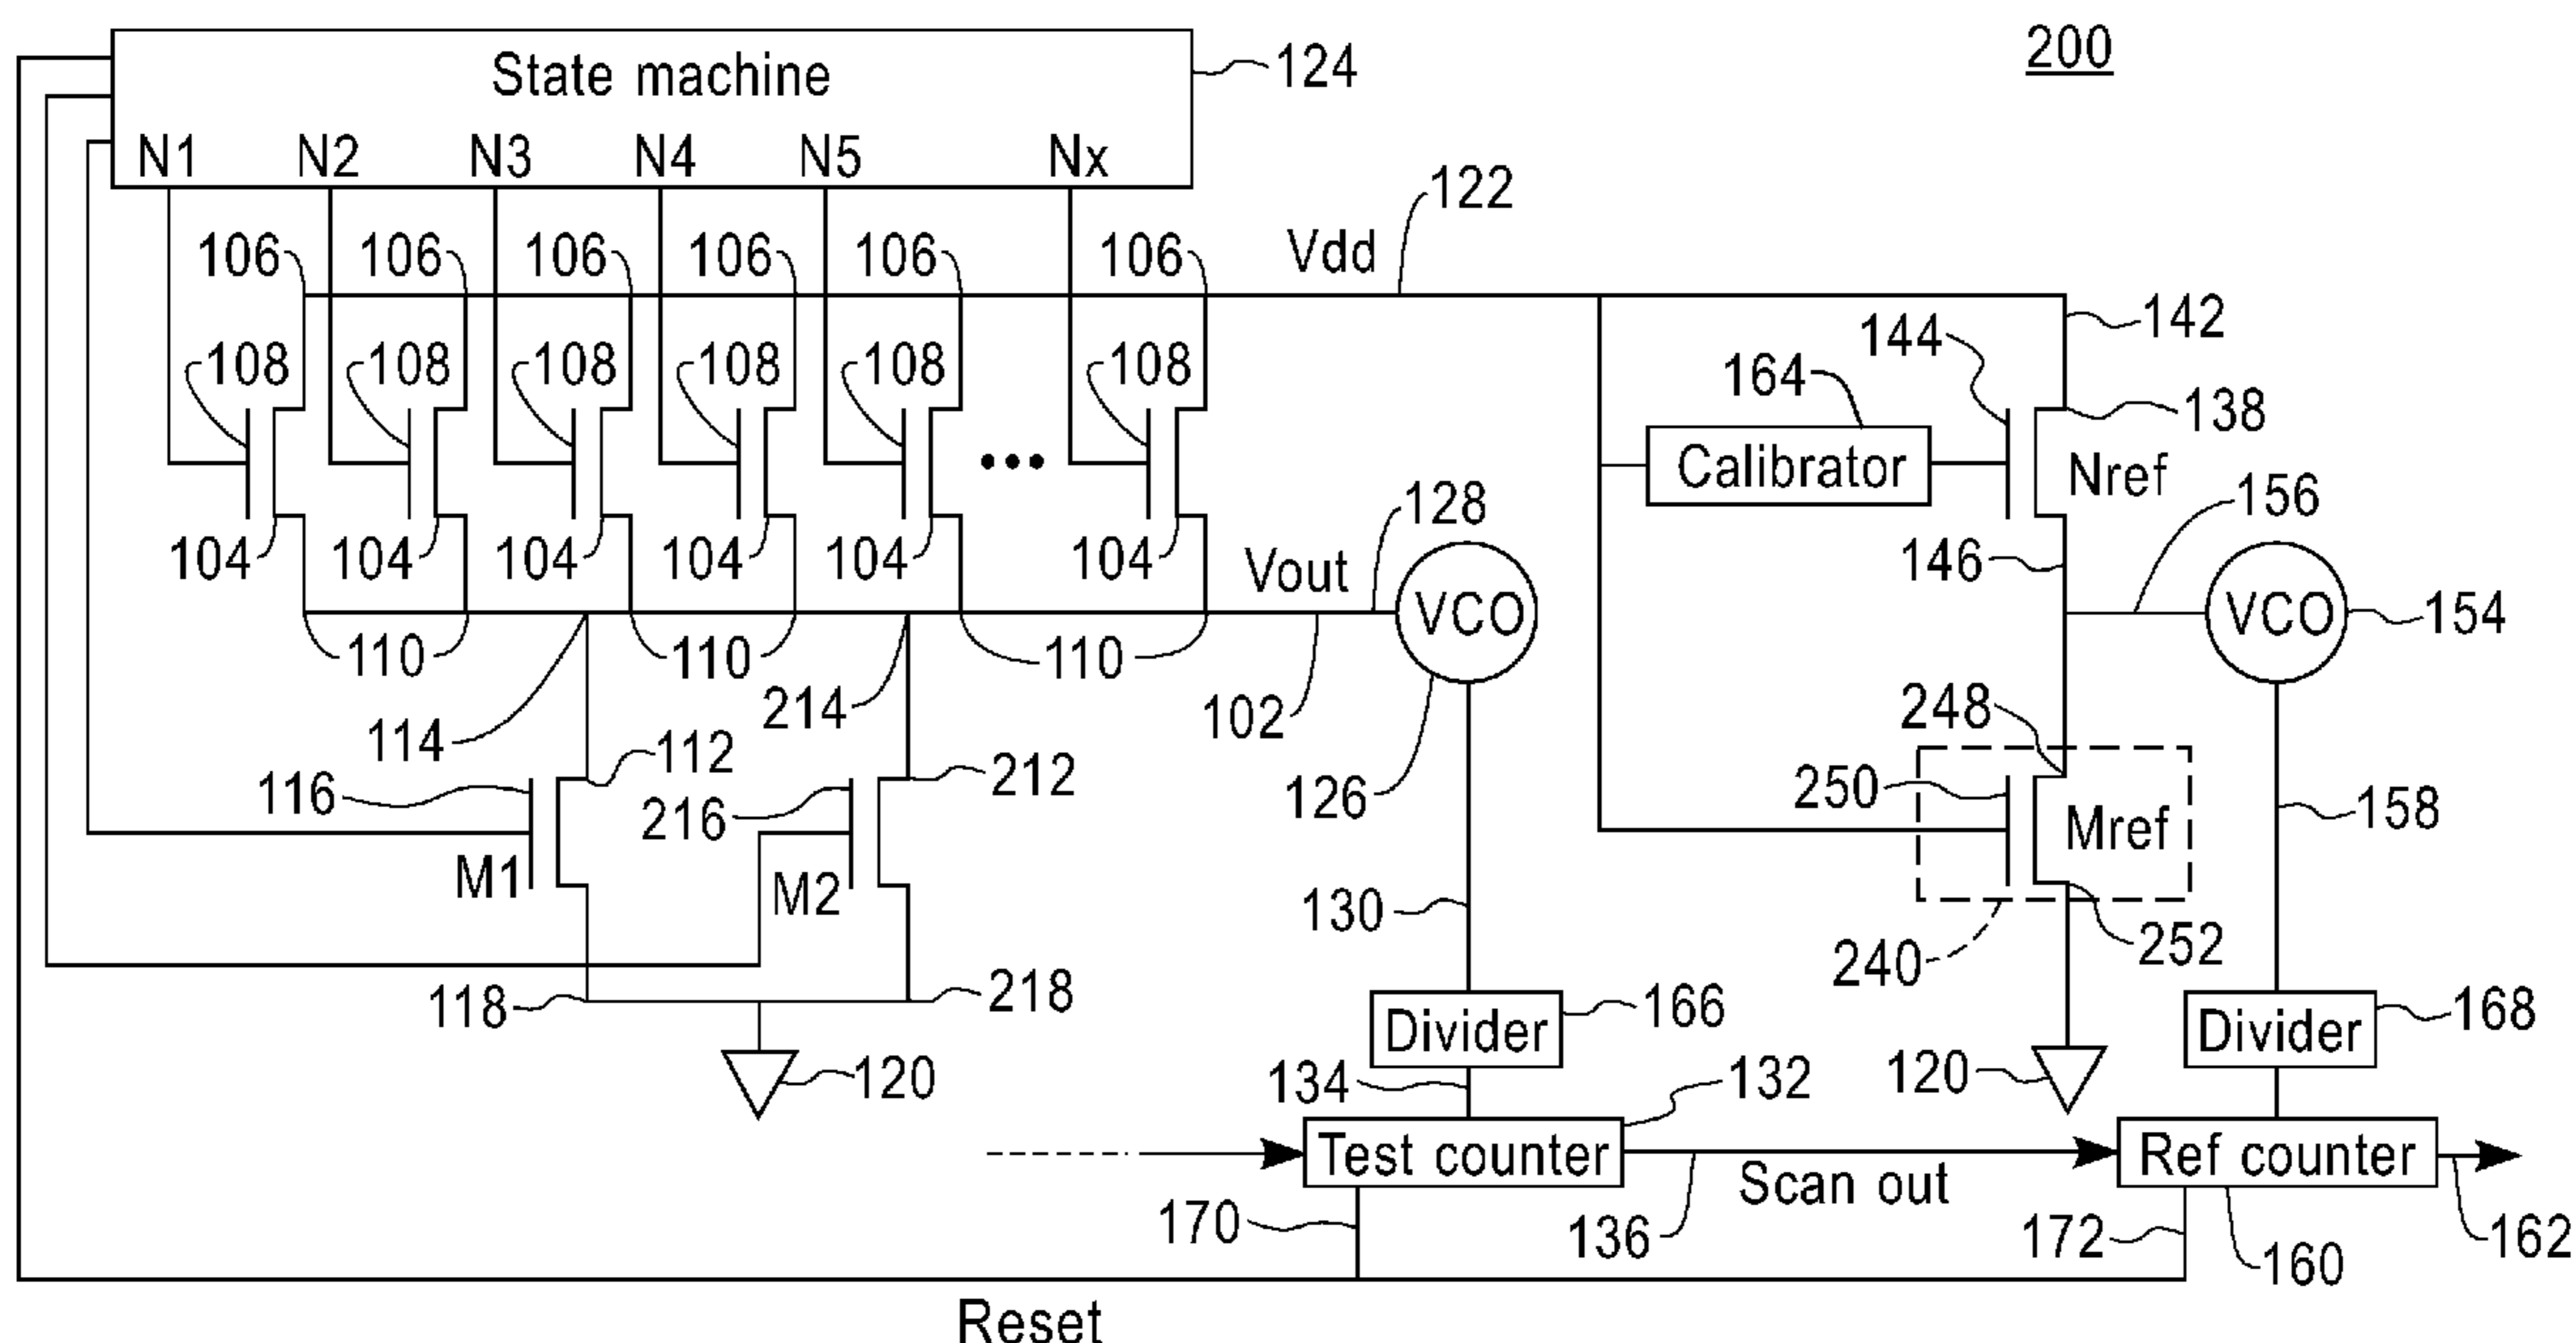 200
State machine
124
N1 N2 N3 N4 N5 Nx
122
106 106 106 106 106 106 Vdd
142
144
108 108 108 108 108 108
164
138
Calibrator
Nref
•••
128
156
104 104 104 104 104 104
Vout
146
VCO
VCO
154
110 110 110
214
102
248
114
112
212
116
216
126
250
158
Mref
M1
M2
130
240
252
118
218
Divider
166
Divider
168
120
134
132
120
Test counter
Ref counter
Scan out
170
136
172
160
162
Reset